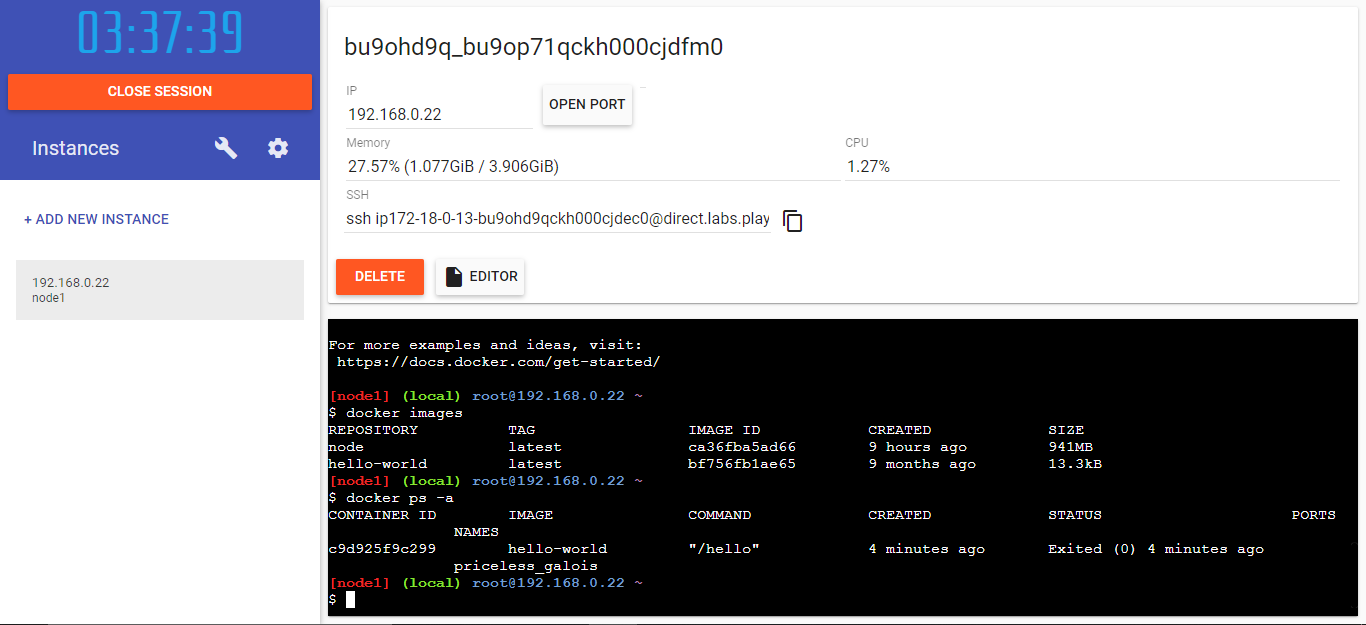 03:37:39
CLOSE SESSION
Instances
+ ADD NEW INSTANCE
192.168.0.22
node1
bu9ohd9q_bu9op71qckh000cjdfm0
IP
192.168.0.22
OPEN PORT
Memory
27.57% (1.077GiB / 3.906GiB)
CPU
1.27%
SSH
ssh ip172-18-0-13-bu9ohd9qckh000cjdec0@direct.labs.play
DELETE
EDITOR
For more examples and ideas, visit:
https://docs.docker.com/get-started/
[node1] (local) root@192.168.0.22 ~
$ docker images
REPOSITORY TAG IMAGE ID CREATED SIZE
node latest ca36fba5ad66 9 hours ago 941MB
hello-world latest bf756fb1ae65 9 months ago 13.3kB
[node1] (local) root@192.168.0.22 ~
$ docker ps -a
CONTAINER ID IMAGE COMMAND CREATED STATUS PORTS
NAMES
c9d925f9c299 hello-world "/hello" 4 minutes ago Exited (0) 4 minutes ago
priceless_galois
[node1] (local) root@192.168.0.22 ~
$